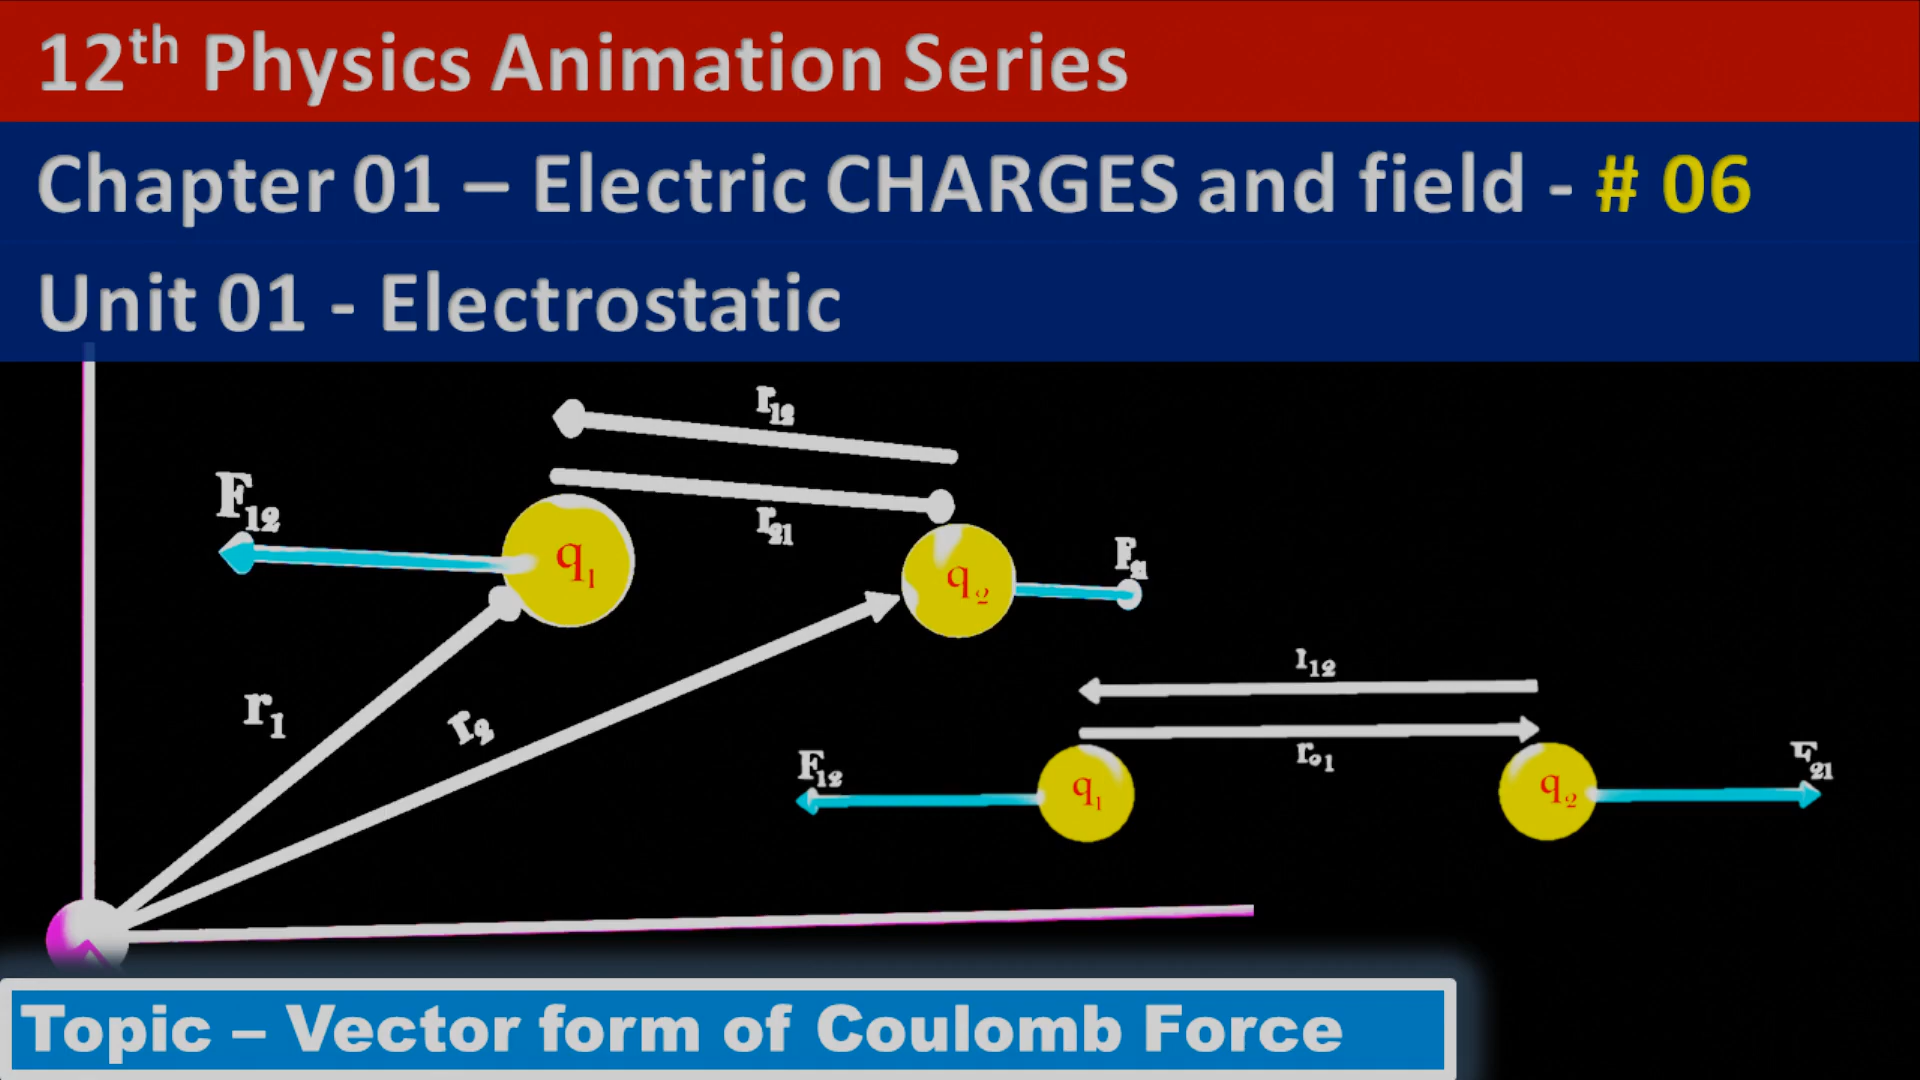 12th Physics Animation Series
Chapter 01 – Electric CHARGES and field - # 06
Unit 01 - Electrostatic
r12
F12
r21
q1
q2
r1
r2
r12
r21
F12
F21
q1
q2
Topic – Vector form of Coulomb Force